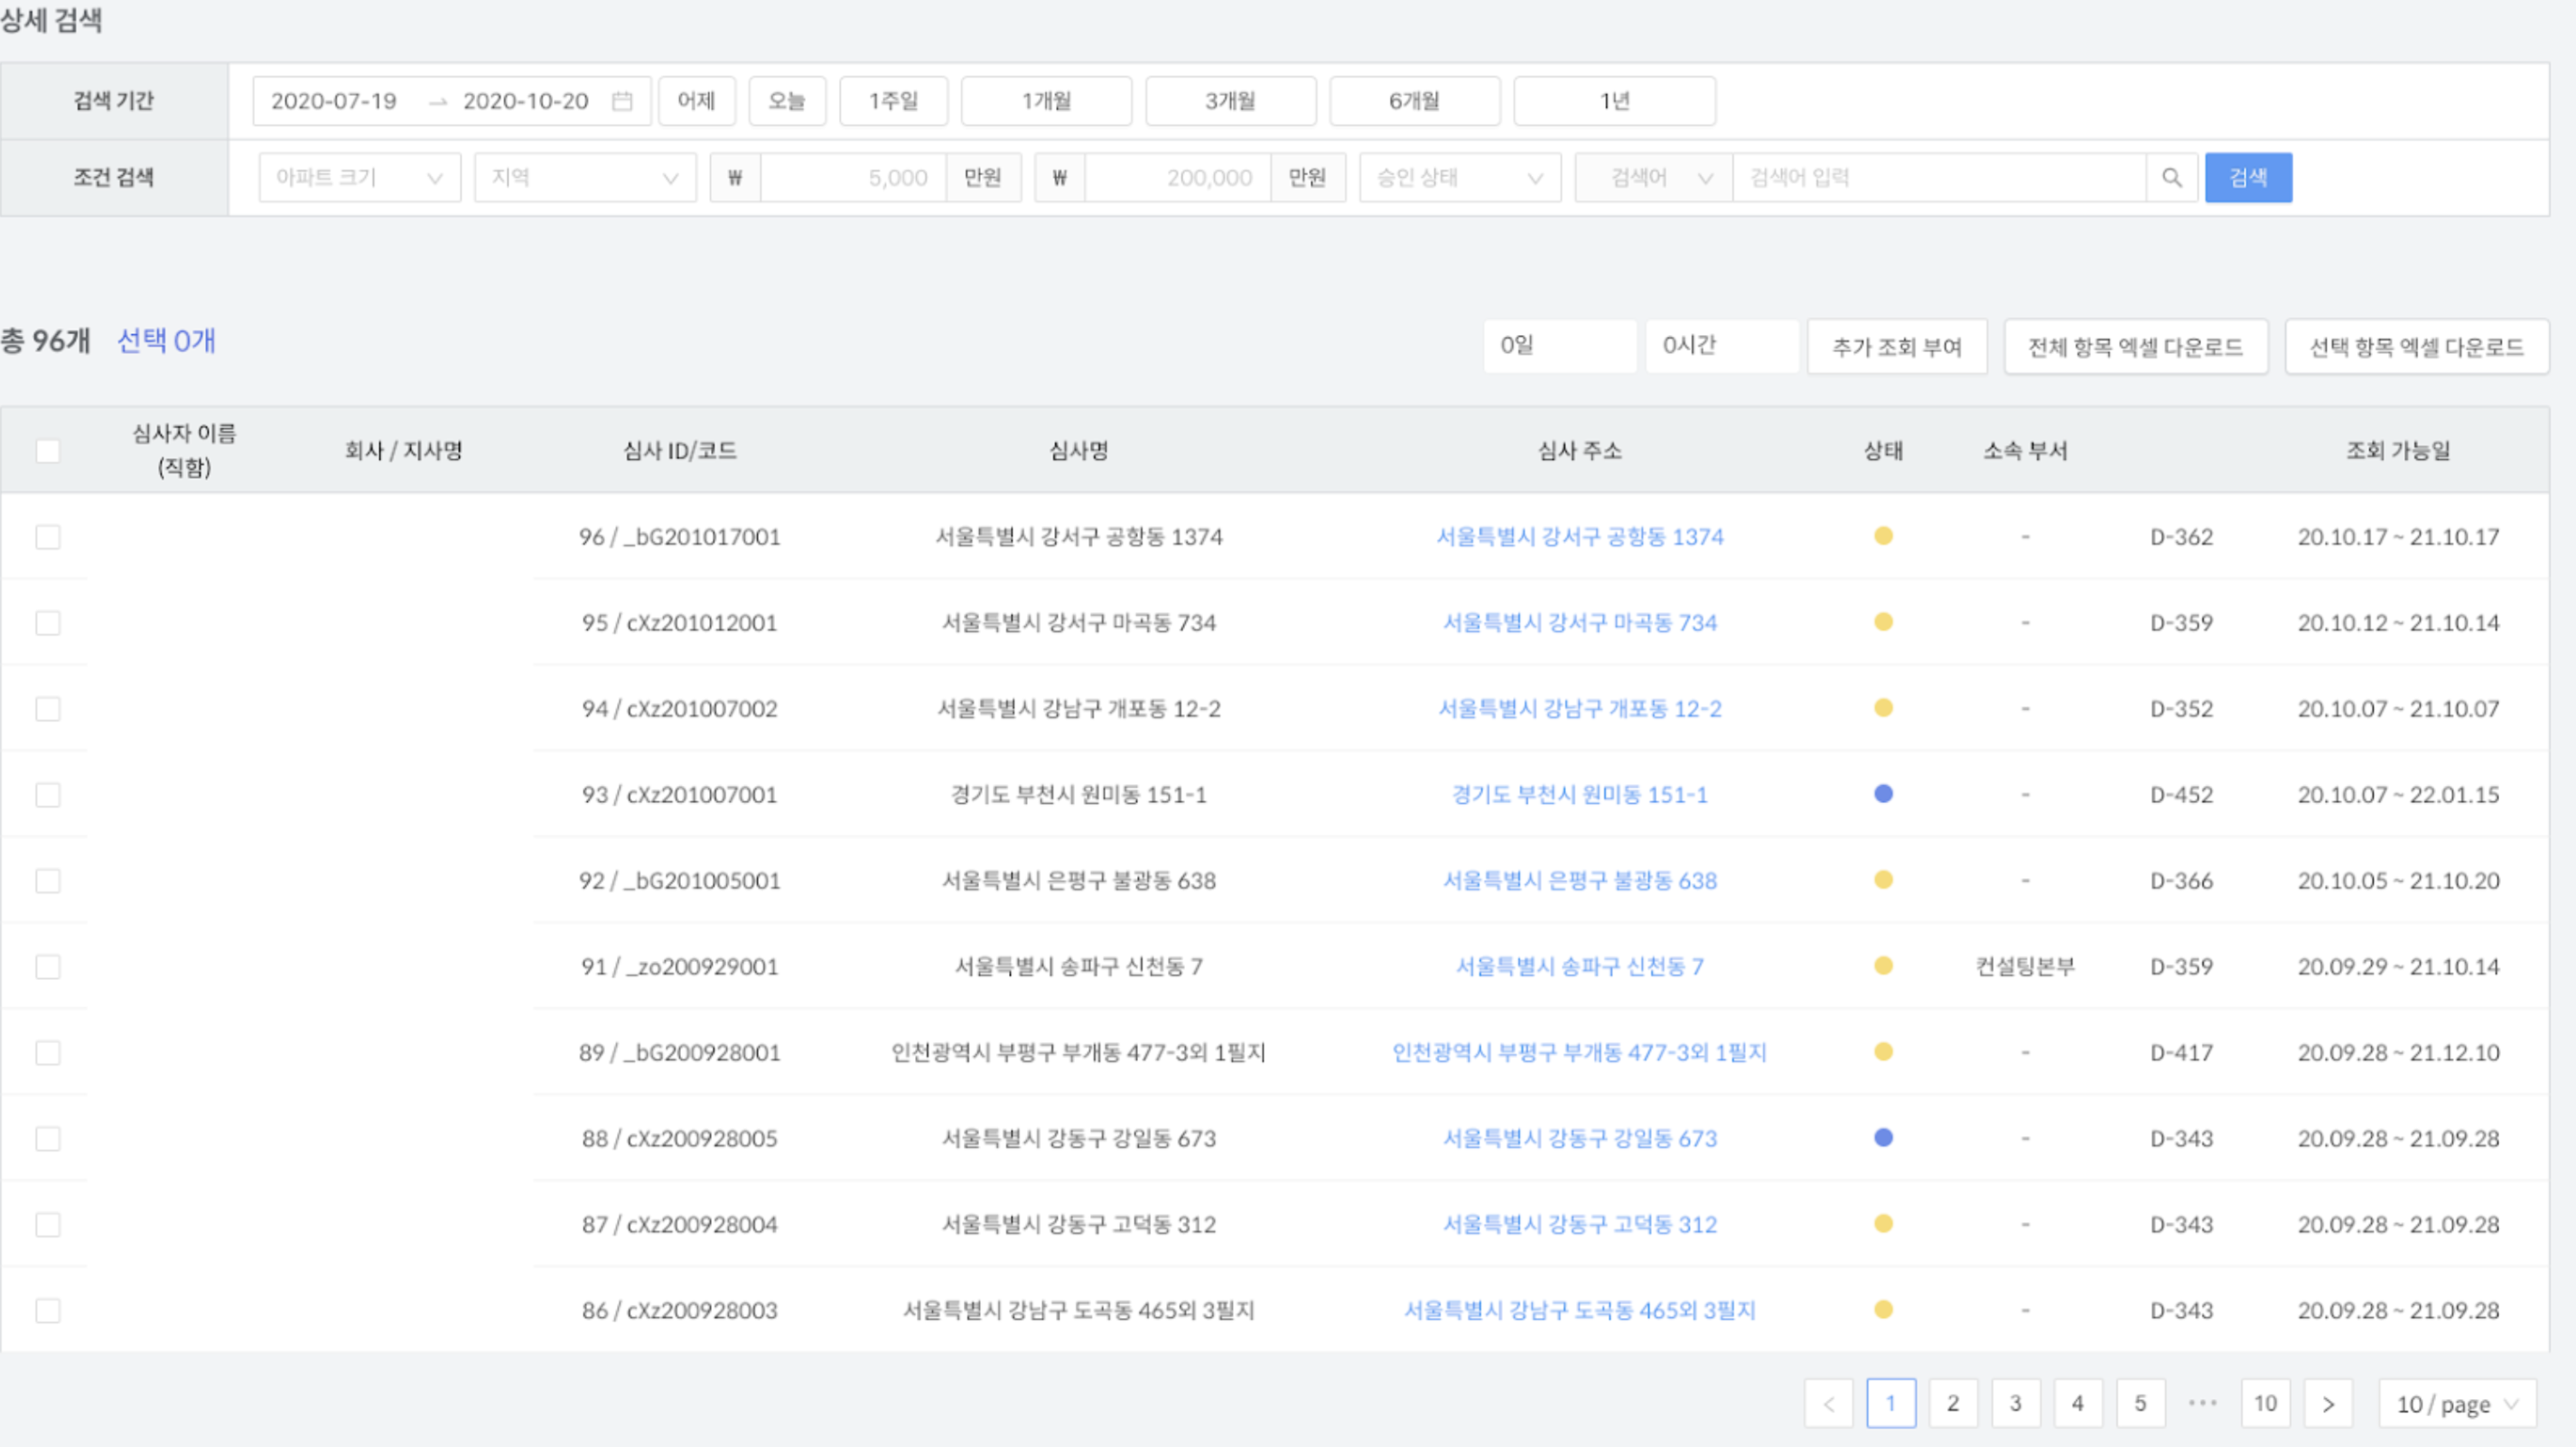 상세 검색
검색 기간 2020-07-19 → 2020-10-20 어제 오늘 1주일 1개월 3개월 6개월 1년
조건 검색 아파트 크기 지역 ₩ 5,000 만원 ₩ 200,000 만원 승인 상태 검색어 검색어 입력 검색
총 96개 선택 0개 0일 0시간 추가 조회 부여 전체 항목 엑셀 다운로드 선택 항목 엑셀 다운로드
심사자 이름 (직함) 회사 / 지사명 심사 ID/코드 심사명 심사 주소 상태 소속 부서 조회 가능일
96 / _bG201017001 서울특별시 강서구 공항동 1374 서울특별시 강서구 공항동 1374 - D-362 20.10.17 ~ 21.10.17
95 / cXz201012001 서울특별시 강서구 마곡동 734 서울특별시 강서구 마곡동 734 - D-359 20.10.12 ~ 21.10.14
94 / cXz201007002 서울특별시 강남구 개포동 12-2 서울특별시 강남구 개포동 12-2 - D-352 20.10.07 ~ 21.10.07
93 / cXz201007001 경기도 부천시 원미동 151-1 경기도 부천시 원미동 151-1 - D-452 20.10.07 ~ 22.01.15
92 / _bG201005001 서울특별시 은평구 불광동 638 서울특별시 은평구 불광동 638 - D-366 20.10.05 ~ 21.10.20
91 / _zo200929001 서울특별시 송파구 신천동 7 서울특별시 송파구 신천동 7 컨설팅본부 D-359 20.09.29 ~ 21.10.14
89 / _bG200928001 인천광역시 부평구 부개동 477-3외 1필지 인천광역시 부평구 부개동 477-3외 1필지 - D-417 20.09.28 ~ 21.12.10
88 / cXz200928005 서울특별시 강동구 강일동 673 서울특별시 강동구 강일동 673 - D-343 20.09.28 ~ 21.09.28
87 / cXz200928004 서울특별시 강동구 고덕동 312 서울특별시 강동구 고덕동 312 - D-343 20.09.28 ~ 21.09.28
86 / cXz200928003 서울특별시 강남구 도곡동 465외 3필지 서울특별시 강남구 도곡동 465외 3필지 - D-343 20.09.28 ~ 21.09.28
< 1 2 3 4 5 ••• 10 > 10 / page